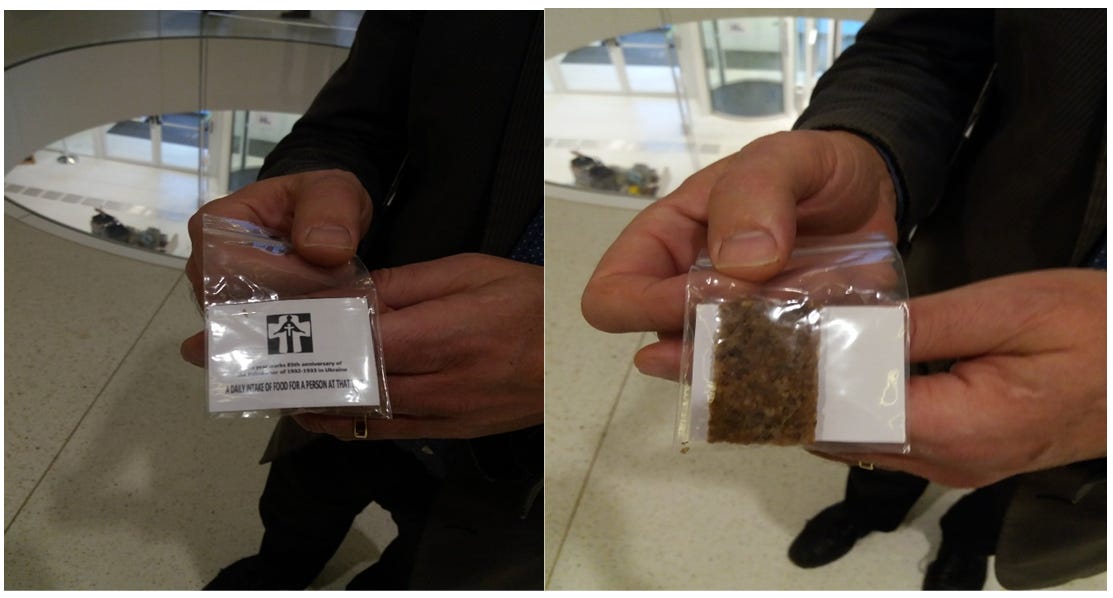 year marks 85th anniversary of
of 1932-1933 in Ukraine
A DAILY INTAKE OF FOOD FOR A PERSON AT THAT